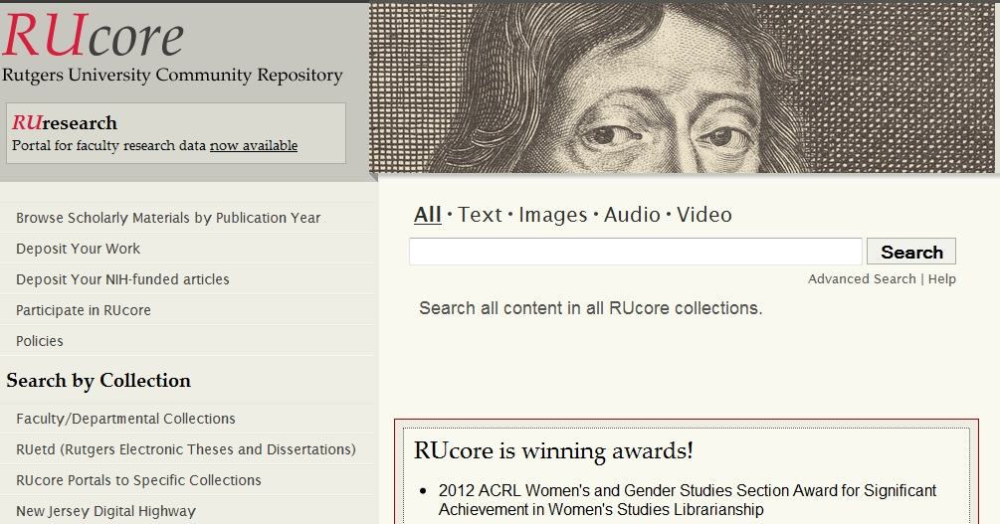 RUcore
Rutgers University Community Repository
RUresearch
Portal for faculty research data now available
Browse Scholarly Materials by Publication Year
Deposit Your Work
Deposit Your NIH-funded articles
Participate in RUcore
Policies
Search by Collection
Faculty/Departmental Collections
RUetd (Rutgers Electronic Theses and Dissertations)
RUcore Portals to Specific Collections
New Jersey Digital Highway
All · Text · Images · Audio · Video
Search
Advanced Search | Help
Search all content in all RUcore collections.
RUcore is winning awards!
• 2012 ACRL Women's and Gender Studies Section Award for Significant
Achievement in Women's Studies Librarianship